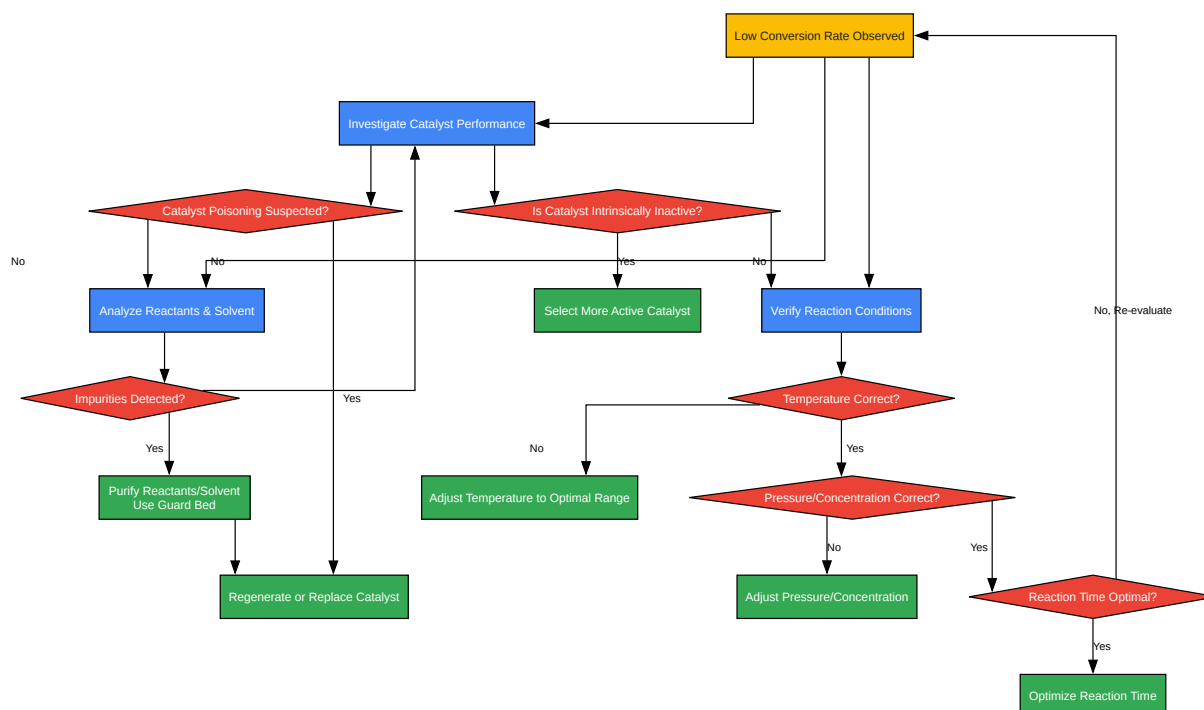 Low Conversion Rate Observed
Investigate Catalyst Performance
Catalyst Poisoning Suspected?
Is Catalyst Intrinsically Inactive?
No
No
Yes
No
Analyze Reactants & Solvent
Select More Active Catalyst
Verify Reaction Conditions
No, Re-evaluate
Impurities Detected?
Yes
Temperature Correct?
Yes
No
Yes
Purify Reactants/Solvent
Use Guard Bed
Adjust Temperature to Optimal Range
Pressure/Concentration Correct?
No
Yes
Regenerate or Replace Catalyst
Adjust Pressure/Concentration
Reaction Time Optimal?
Yes
Optimize Reaction Time